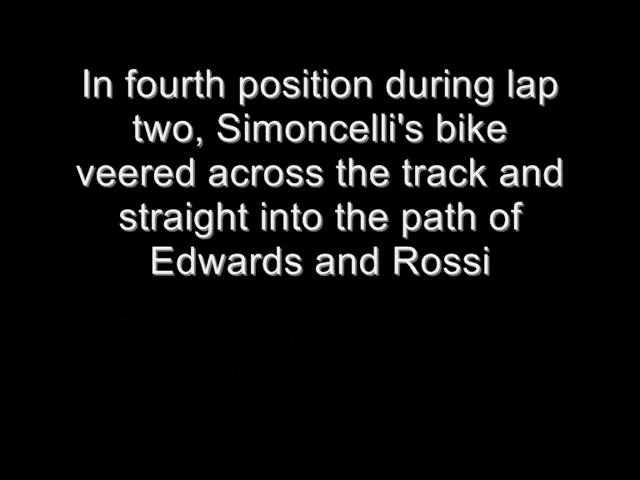 In fourth position during lap
two, Simoncelli's bike
veered across the track and
straight into the path of
Edwards and Rossi